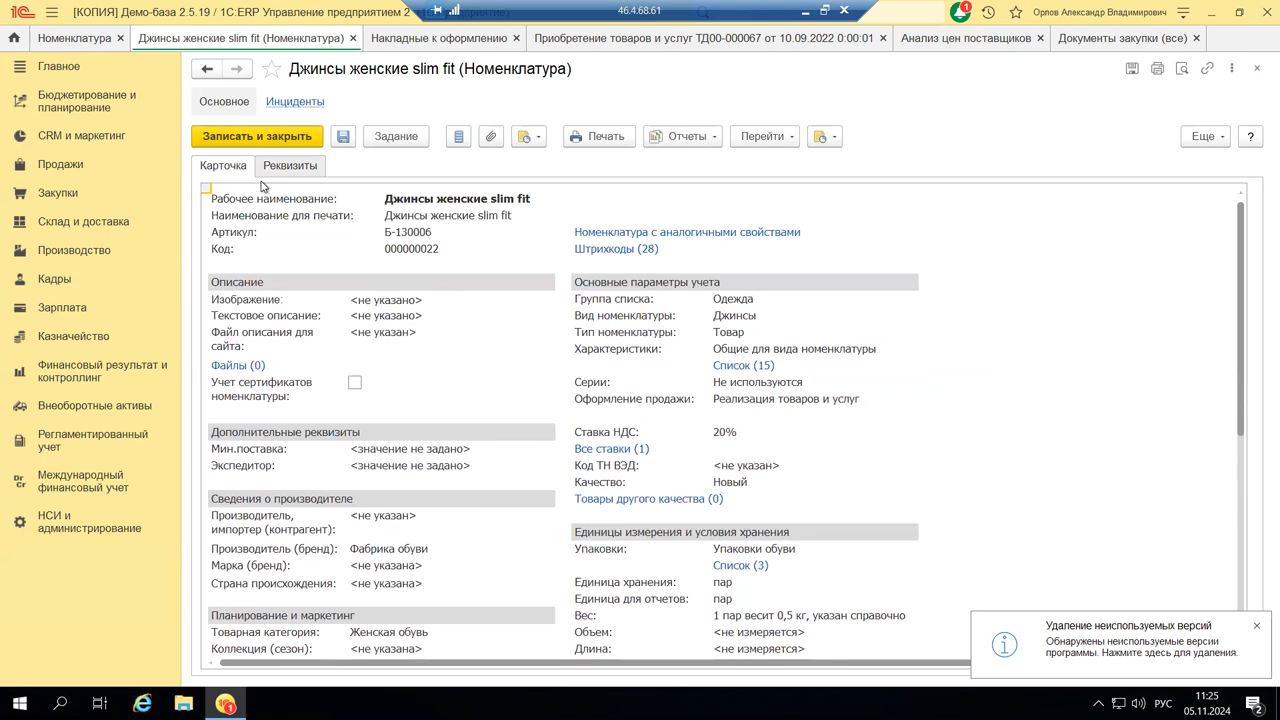 [КОПИЯ] Демо-база 2.5.19 / 1С:ERP Управление предприятием 2
46.4.68.61
1
Орлов Александр Владимирович
Номенклатура
Джинсы женские slim fit (Номенклатура)
Накладные к оформлению
Приобретение товаров и услуг ТД00-000067 от 10.09.2022 0:00:01
Анализ цен поставщиков
Документы закупки (все)
Главное
Бюджетирование и
планирование
CRM и маркетинг
Продажи
Закупки
Склад и доставка
Производство
Кадры
Зарплата
Казначейство
Финансовый результат и
контроллинг
Внеоборотные активы
Регламентированный
учет
Международный
финансовый учет
НСИ и
администрирование
Джинсы женские slim fit (Номенклатура)
Основное
Инциденты
Записать и закрыть
Задание
Печать
Отчеты
Перейти
Еще
?
Карточка
Реквизиты
Рабочее наименование: Джинсы женские slim fit
Наименование для печати: Джинсы женские slim fit
Артикул: Б-130006
Код: 000000022
Номенклатура с аналогичными свойствами
Штрихкоды (28)
Описание
Изображение: <не указано>
Текстовое описание: <не указано>
Файл описания для <не указан>
сайта:
Файлы (0)
Учет сертификатов
номенклатуры:
Дополнительные реквизиты
Мин.поставка: <значение не задано>
Экспедитор: <значение не задано>
Сведения о производителе
Производитель, <не указан>
импортер (контрагент):
Производитель (бренд): Фабрика обуви
Марка (бренд): <не указана>
Страна происхождения: <не указана>
Планирование и маркетинг
Товарная категория: Женская обувь
Коллекция (сезон): <не указана>
Основные параметры учета
Группа списка: Одежда
Вид номенклатуры: Джинсы
Тип номенклатуры: Товар
Характеристики: Общие для вида номенклатуры
Список (15)
Серии: Не используются
Оформление продажи: Реализация товаров и услуг
Ставка НДС: 20%
Все ставки (1)
Код ТН ВЭД: <не указан>
Качество: Новый
Товары другого качества (0)
Единицы измерения и условия хранения
Упаковки: Упаковки обуви
Список (3)
Единица хранения: пар
Единица для отчетов: пар
Вес: 1 пар весит 0,5 кг, указан справочно
Объем: <не измеряется>
Длина: <не измеряется>
Удаление неиспользуемых версий
Обнаружены неиспользуемые версии
программы. Нажмите здесь для удаления.
1
РУС
11:25
05.11.2024
2